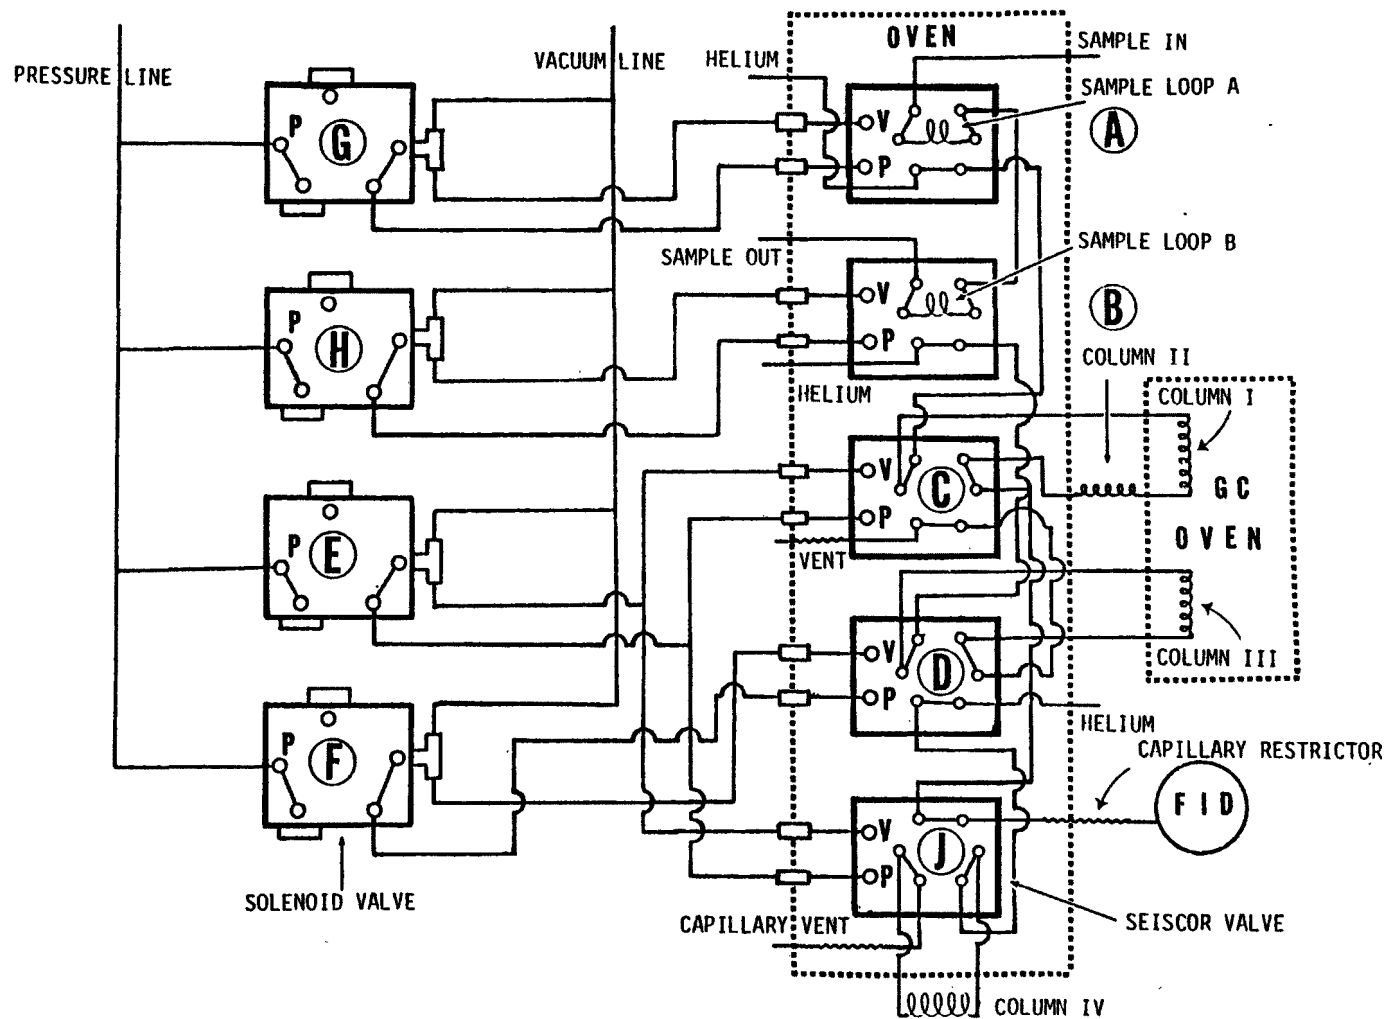 OVEN
SAMPLE IN
PRESSURE LINE
VACUUM LINE
HELIUM
SAMPLE LOOP A
P
G
V
P
A
SAMPLE OUT
SAMPLE LOOP B
P
H
V
P
B
COLUMN II
HELIUM
COLUMN I
V
C
P
GC
OVEN
P
E
VENT
V
D
P
COLUMN III
HELIUM
P
F
CAPILLARY RESTRICTOR
FID
V
J
P
SOLENOID VALVE
CAPILLARY VENT
SEISCOR VALVE
COLUMN IV